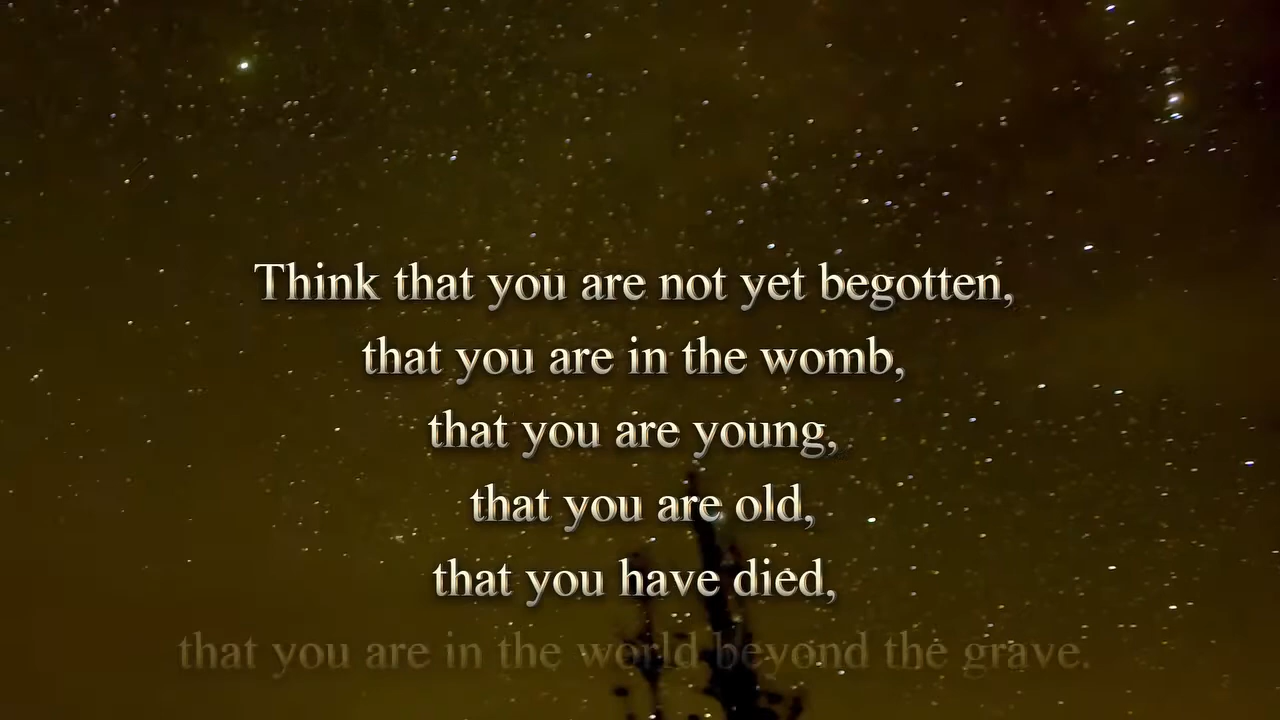 Think that you are not yet begotten,
that you are in the womb,
that you are young,
that you are old,
that you have died,
that you are in the world beyond the grave.